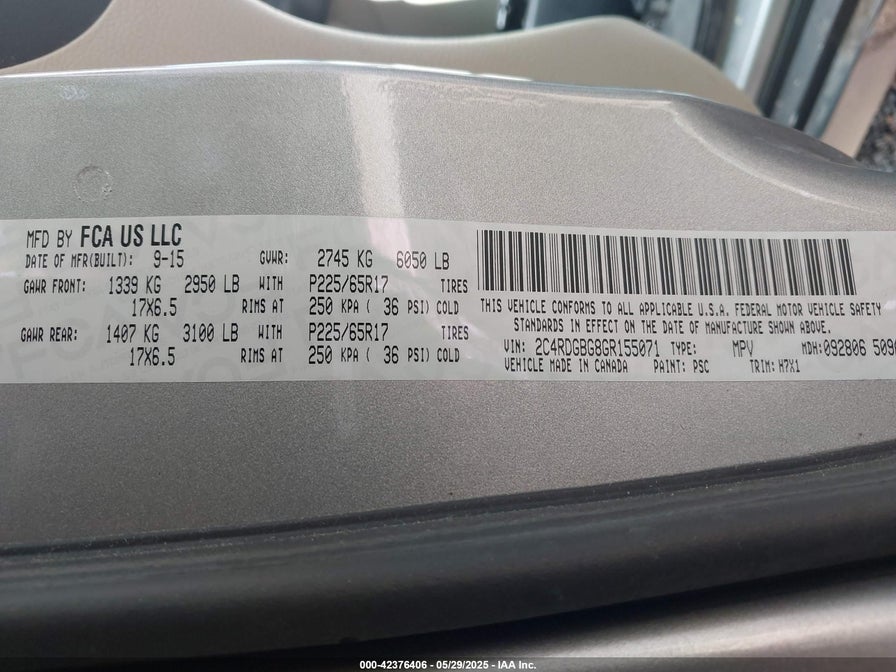 MFD BY FCA US LLC
DATE OF MFR(BUILT): 9-15 GVWR: 2745 KG 6050 LB
GAWR FRONT: 1339 KG 2950 LB WITH P225/65R17 TIRES
17X6.5 RIMS AT 250 KPA ( 36 PSI) COLD
GAWR REAR: 1407 KG 3100 LB WITH P225/65R17 TIRES
17X6.5 RIMS AT 250 KPA ( 36 PSI) COLD
THIS VEHICLE CONFORMS TO ALL APPLICABLE U.S.A. FEDERAL MOTOR VEHICLE SAFETY
STANDARDS IN EFFECT ON THE DATE OF MANUFACTURE SHOWN ABOVE.
VIN: 2C4RDGBG8GR155071 TYPE: MPV MDH:092806 509
VEHICLE MADE IN CANADA PAINT: PSC TRIM: H7X1
000-42376406 - 05/29/2025 - IAA Inc.